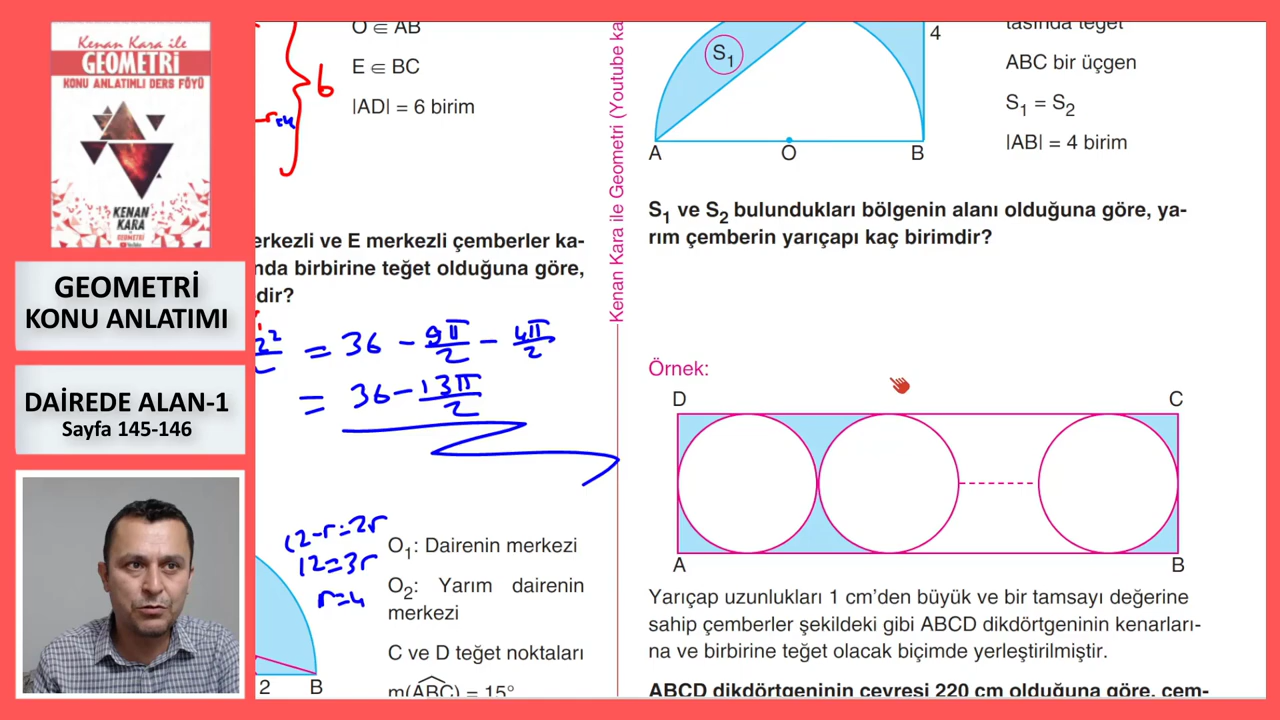 Kenan Kara ile
GEOMETRİ
KONU ANLATIMLI DERS FÖYÜ
KENAN
KARA
GEOMETRİ
KONU ANLATIMI
DAİREDE ALAN-1
Sayfa 145-146
O ∈ AB
E ∈ BC
|AD| = 6 birim
6
erkezli ve E merkezli çemberler ka-
nda birbirine teğet olduğuna göre,
dir?
= 36 - 9π/2 - 4π/2
= 36 - 13π/2
12-r=2r
12=3r
r=4
O₁: Dairenin merkezi
O₂: Yarım dairenin
merkezi
C ve D teğet noktaları
m(ABC) = 15°
2 B
Kenan Kara ile Geometri (Youtube ka
S₁
4
A O B
tasında teğet
ABC bir üçgen
S₁ = S₂
|AB| = 4 birim
S₁ ve S₂ bulundukları bölgenin alanı olduğuna göre, ya-
rım çemberin yarıçapı kaç birimdir?
Örnek:
D C
A B
Yarıçap uzunlukları 1 cm’den büyük ve bir tamsayı değerine
sahip çemberler şekildeki gibi ABCD dikdörtgeninin kenarları-
na ve birbirine teğet olacak biçimde yerleştirilmiştir.
ABCD dikdörtgeninin çevresi 220 cm olduğuna göre, çem-